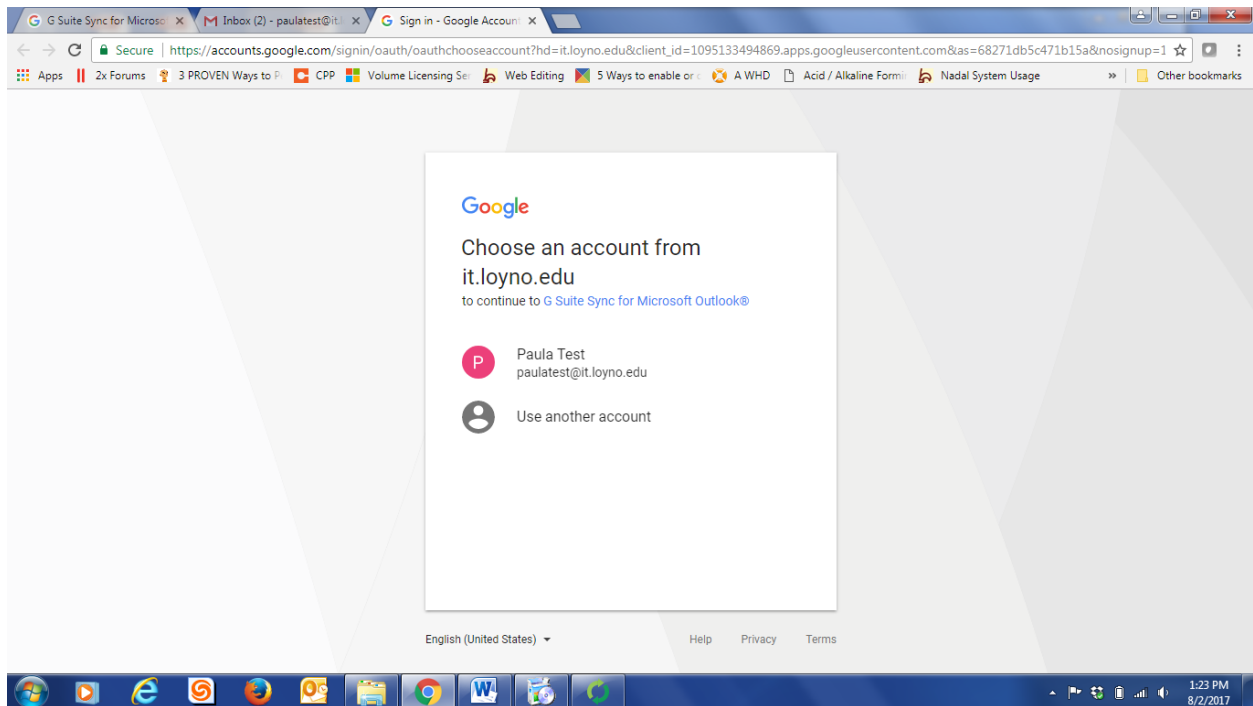 G Suite Sync for Microso
Inbox (2) - paulatest@it.l
Sign in - Google Accoun
Secure | https://accounts.google.com/signin/oauth/oauthchooseaccount?hd=it.loyno.edu&client_id=1095133494869.apps.googleusercontent.com&as=68271db5c471b15a&nosignup=1
Apps 2x Forums 3 PROVEN Ways to P CPP Volume Licensing Ser Web Editing 5 Ways to enable or A WHD Acid / Alkaline Formi Nadal System Usage » Other bookmarks
Google
Choose an account from
it.loyno.edu
to continue to G Suite Sync for Microsoft Outlook®
P
Paula Test
paulatest@it.loyno.edu
Use another account
English (United States) Help Privacy Terms
1:23 PM
8/2/2017